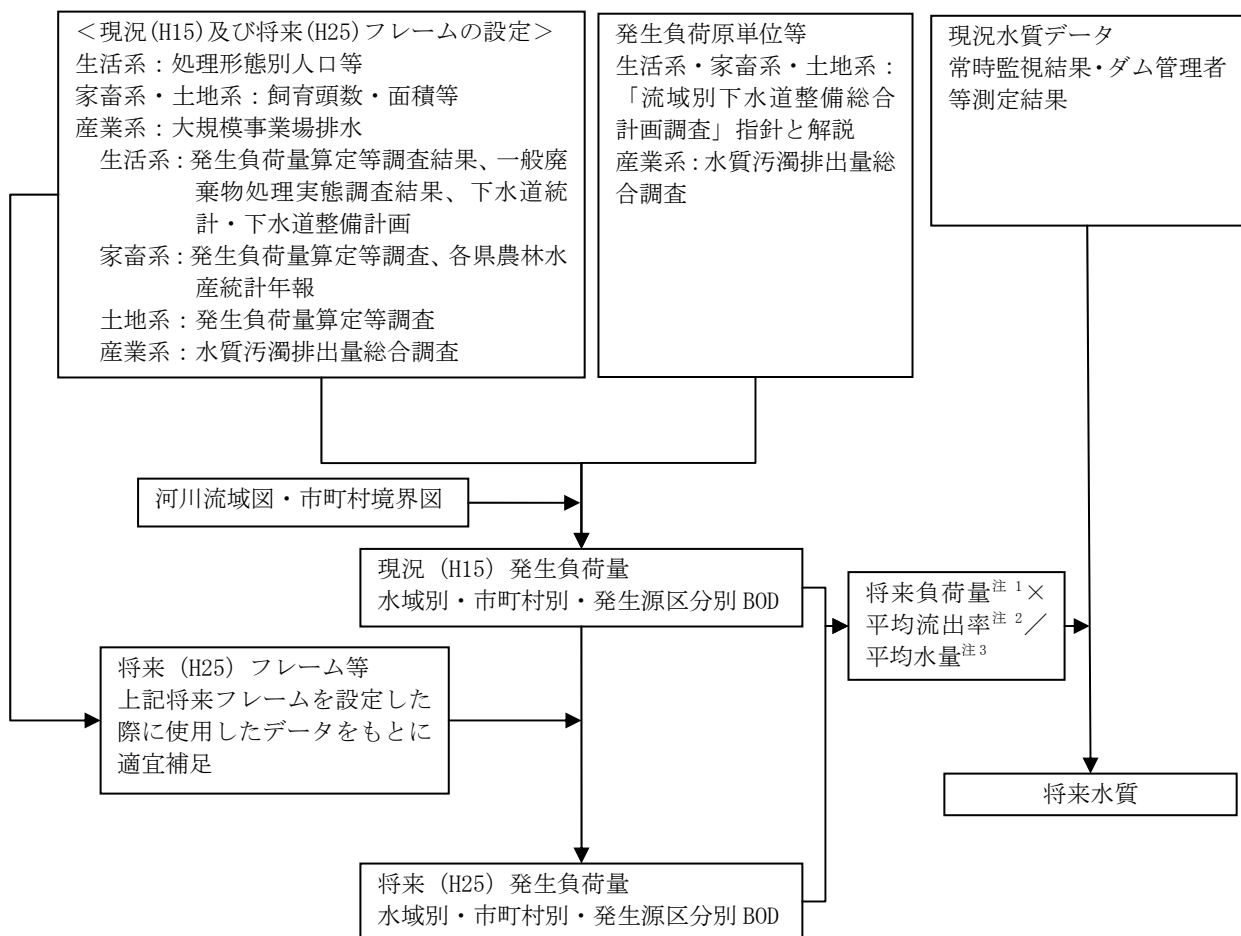 ＜現況(H15)及び将来(H25)フレームの設定＞
生活系：処理形態別人口等
家畜系・土地系：飼育頭数・面積等
産業系：大規模事業場排水
生活系：発生負荷量算定等調査結果、一般廃
棄物処理実態調査結果、下水道統
計・下水道整備計画
家畜系：発生負荷量算定等調査、各県農林水
産統計年報
土地系：発生負荷量算定等調査
産業系：水質汚濁排出量総合調査
発生負荷原単位等
生活系・家畜系・土地系：
「流域別下水道整備総合
計画調査」指針と解説
産業系：水質汚濁排出量総
合調査
現況水質データ
常時監視結果・ダム管理者
等測定結果
河川流域図・市町村境界図
現況（H15）発生負荷量
水域別・市町村別・発生源区分別 BOD
将来負荷量注1×
平均流出率注2／
平均水量注3
将来（H25）フレーム等
上記将来フレームを設定した
際に使用したデータをもとに
適宜補足
将来水質
将来（H25）発生負荷量
水域別・市町村別・発生源区分別 BOD